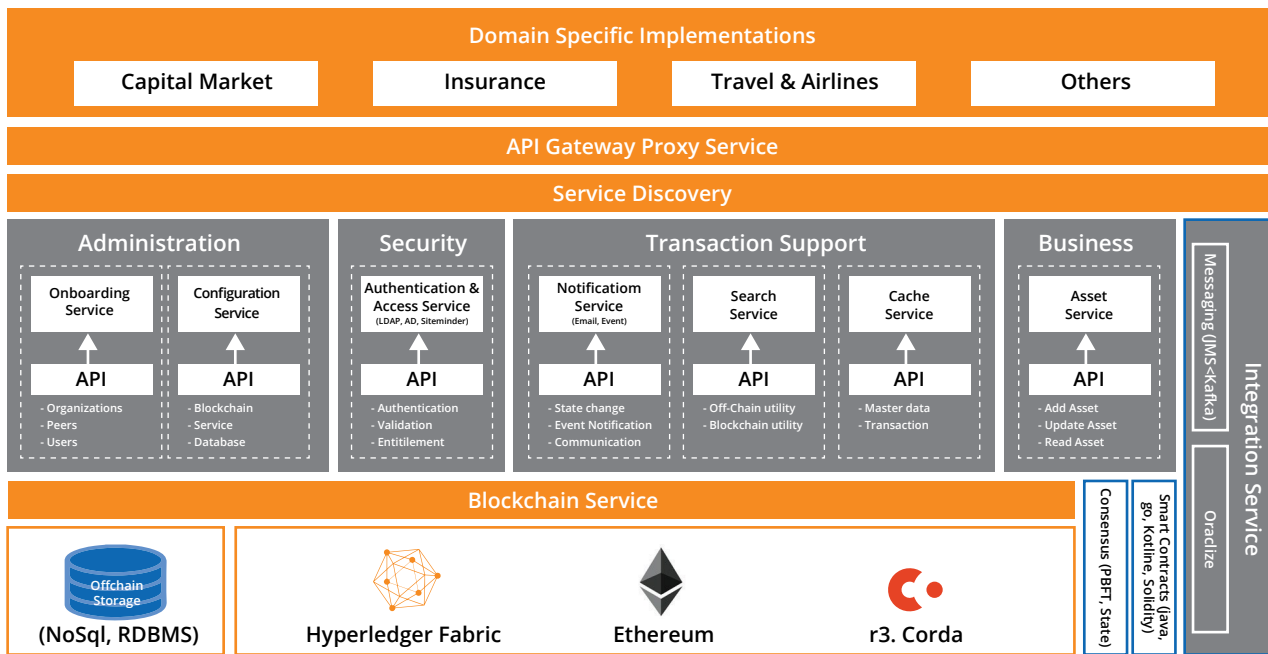 Domain Specific Implementations
Capital Market
Insurance
Travel & Airlines
Others
API Gateway Proxy Service
Service Discovery
Administration
Onboarding
Service
API
- Organizations
- Peers
- Users
Configuration
Service
API
- Blockchain
- Service
- Database
Security
Authentication &
Access Service
(LDAP, AD, Siteminder)
API
- Authentication
- Validation
- Entitilement
Transaction Support
Notificatiom
Service
(Email, Event)
API
- State change
- Event Notification
- Communication
Search
Service
API
- Off-Chain utility
- Blockchain utility
Cache
Service
API
- Master data
- Transaction
Business
Asset
Service
API
- Add Asset
- Update Asset
- Read Asset
Messaging (JMS<Kafka)
Oraclize
Integration Service
Blockchain Service
Offchain
Storage
(NoSql, RDBMS)
Hyperledger Fabric
Ethereum
r3. Corda
Consensus (PBFT, State)
Smart Contracts (java,
go, Kotline, Solidity)